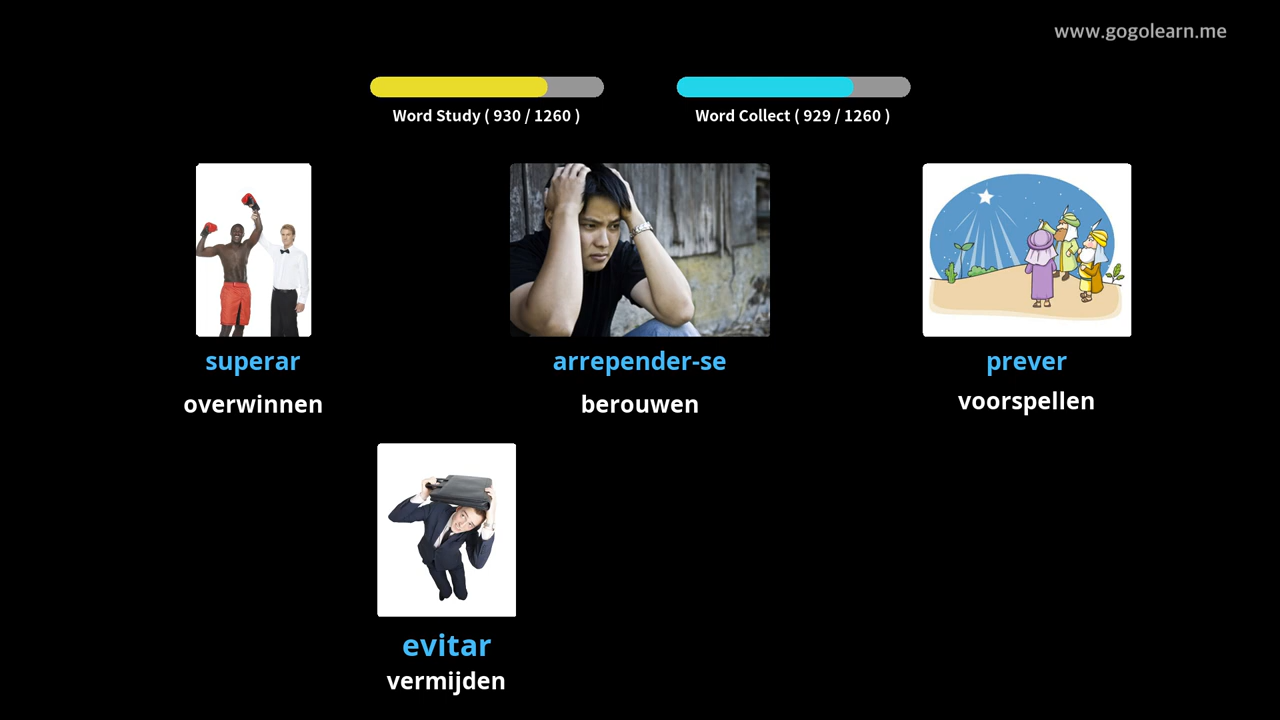 www.gogolearn.me
Word Study ( 930 / 1260 )
Word Collect ( 929 / 1260 )
superar
overwinnen
arrepender-se
berouwen
prever
voorspellen
evitar
vermijden